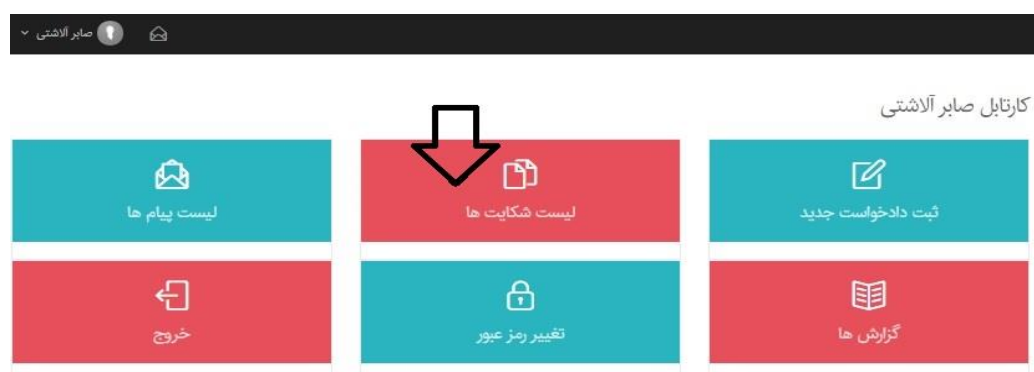 صابر آلاشتی
کارتابل صابر آلاشتی
ثبت دادخواست جدید
لیست شکایت ها
لیست پیام ها
گزارش ها
تغییر رمز عبور
خروج